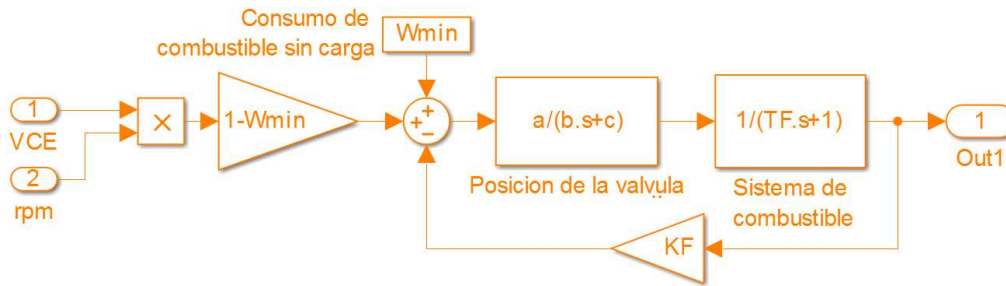 Consumo de
combustible sin carga
Wmin
1
VCE
×
1-Wmin
+
+
−
a/(b.s+c)
1/(TF.s+1)
1
Out1
2
rpm
Posicion de la valvula
Sistema de
combustible
KF